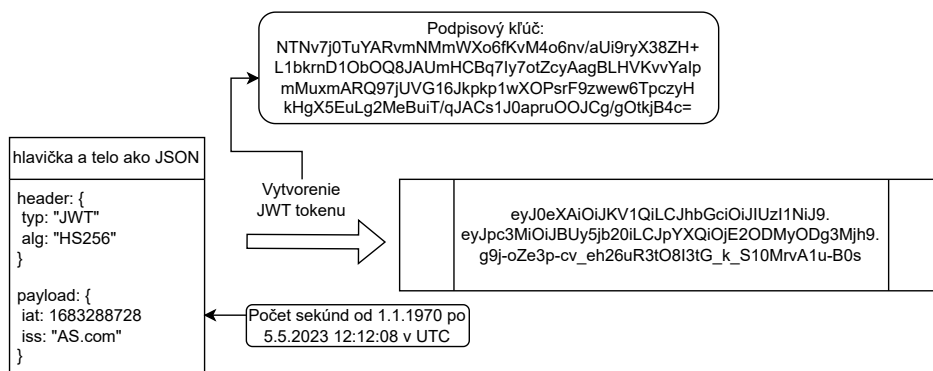 Podpisový kľúč:
NTNv7j0TuYARvmNMmWXo6fKvM4o6nv/aUi9ryX38ZH+
L1bkrnD1ObOQ8JAUmHCBq7Iy7otZcyAagBLHVKvvYaIp
mMuxmARQ97jUVG16Jkpkp1wXOPsrF9zwew6TpczyH
kHgX5EuLg2MeBuiT/qJACs1J0apruOOJCg/gOtkjB4c=
hlavička a telo ako JSON
header: {
typ: "JWT"
alg: "HS256"
}
payload: {
iat: 1683288728
iss: "AS.com"
}
Vytvorenie
JWT tokenu
eyJ0eXAiOiJKV1QiLCJhbGciOiJIUzI1NiJ9.
eyJpc3MiOiJBUy5jb20iLCJpYXQiOjE2ODMyODg3Mjh9.
g9j-oZe3p-cv_eh26uR3tO8I3tG_k_S10MrvA1u-B0s
Počet sekúnd od 1.1.1970 po
5.5.2023 12:12:08 v UTC